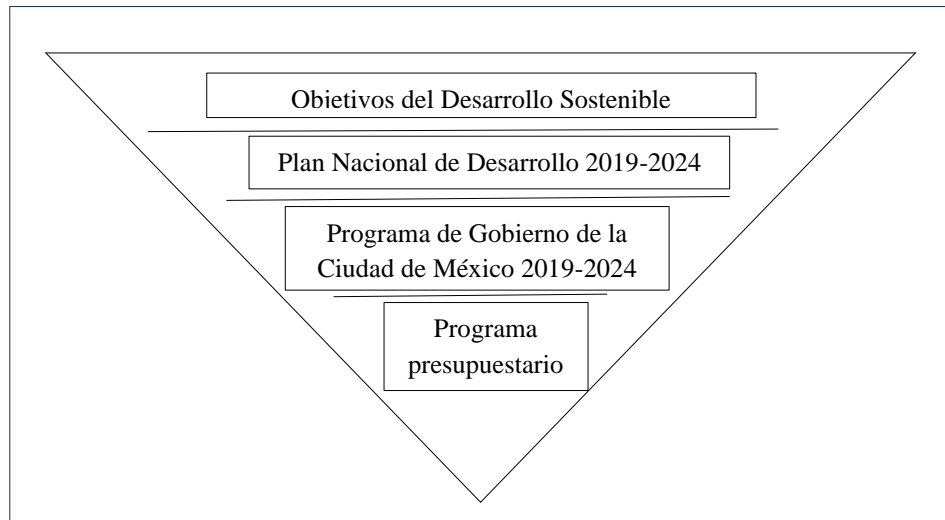 Objetivos del Desarrollo Sostenible
Plan Nacional de Desarrollo 2019-2024
Programa de Gobierno de la
Ciudad de México 2019-2024
Programa
presupuestario